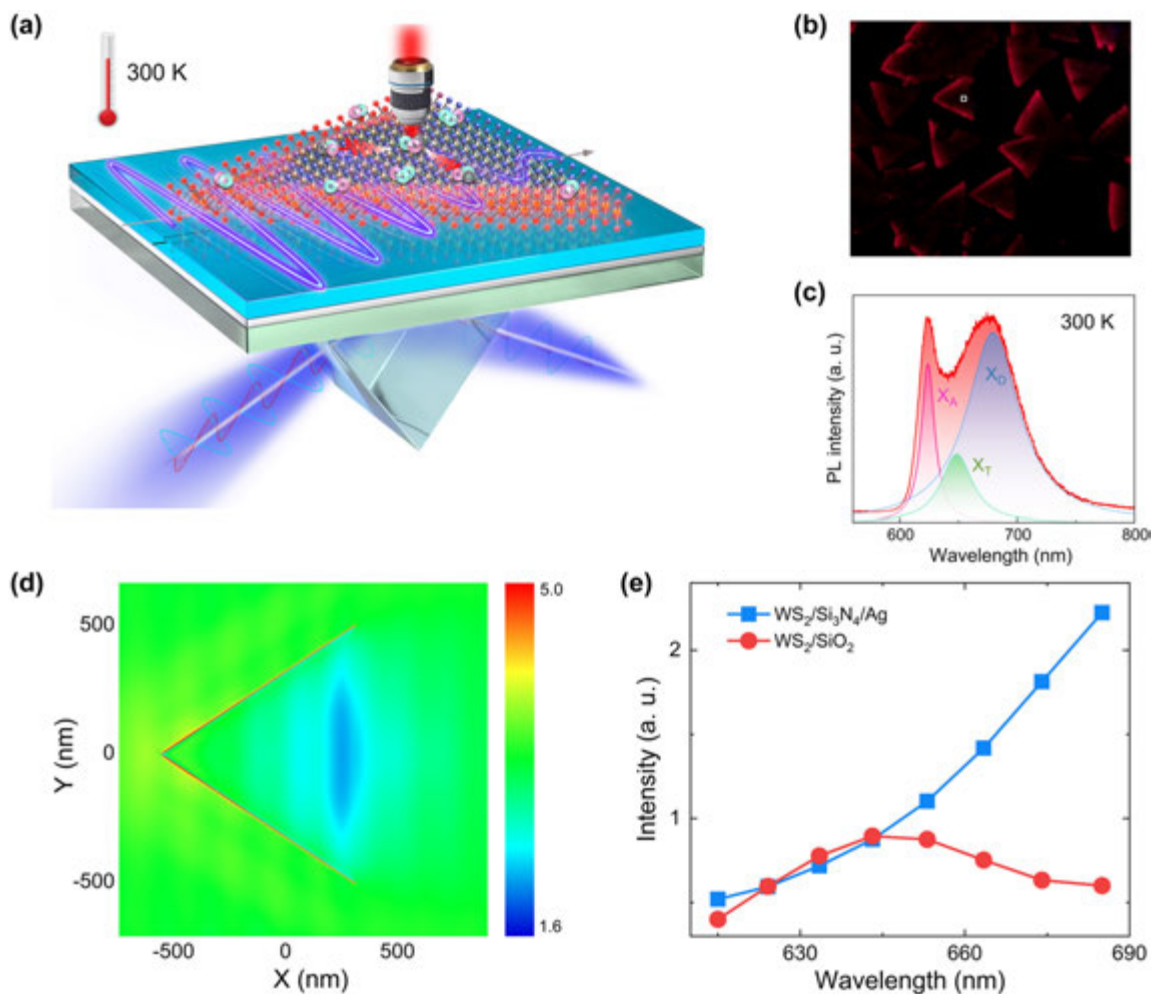 (a)
300 K
(b)
(c)
300 K
X_A
X_D
X_T
PL intensity (a. u.)
600 700 800
Wavelength (nm)
(d)
5.0
1.6
500
0
-500
Y (nm)
-500 0 500
X (nm)
(e)
WS₂/Si₃N₄/Ag
WS₂/SiO₂
2
1
Intensity (a. u.)
630 660 690
Wavelength (nm)